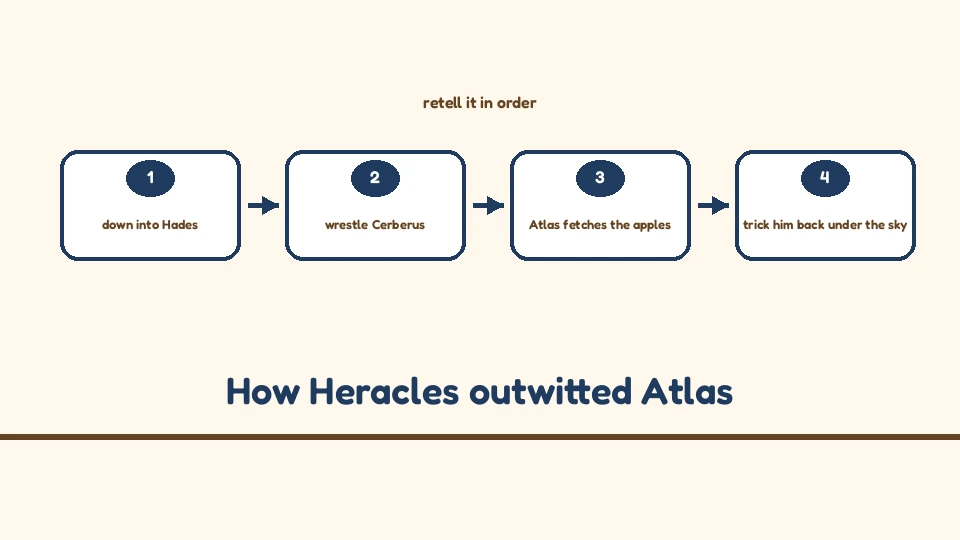 retell it in order
1
down into Hades
2
wrestle Cerberus
3
Atlas fetches the apples
4
trick him back under the sky
How Heracles outwitted Atlas